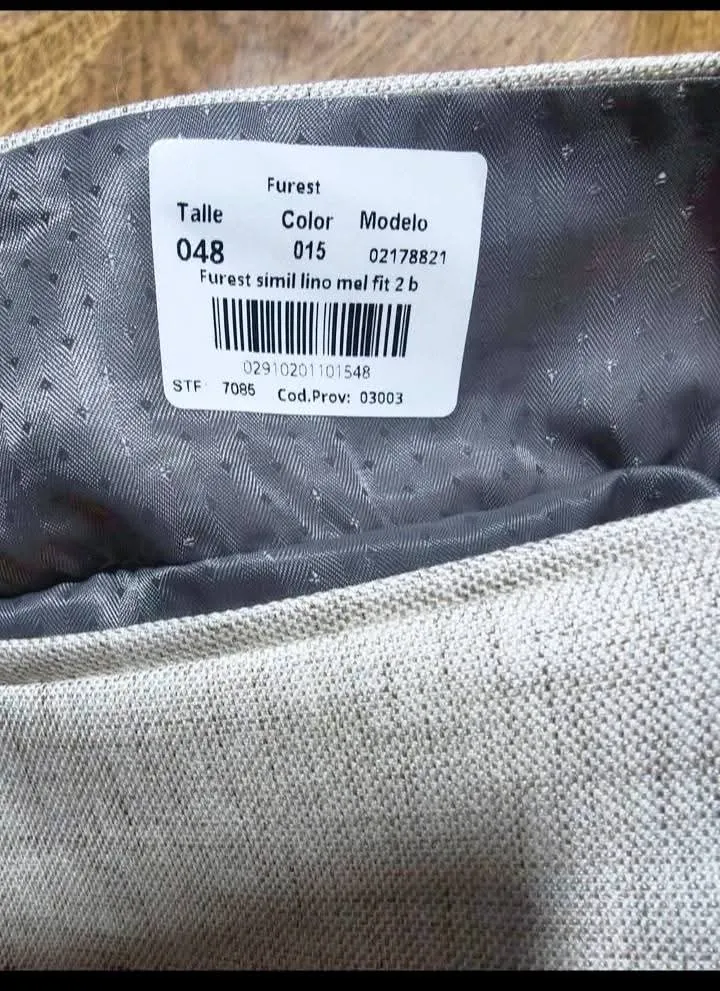 Furest
Talle Color Modelo
048 015 02178821
Furest simil lino mel fit 2 b
02910201101548
STF 7085 Cod.Prov: 03003